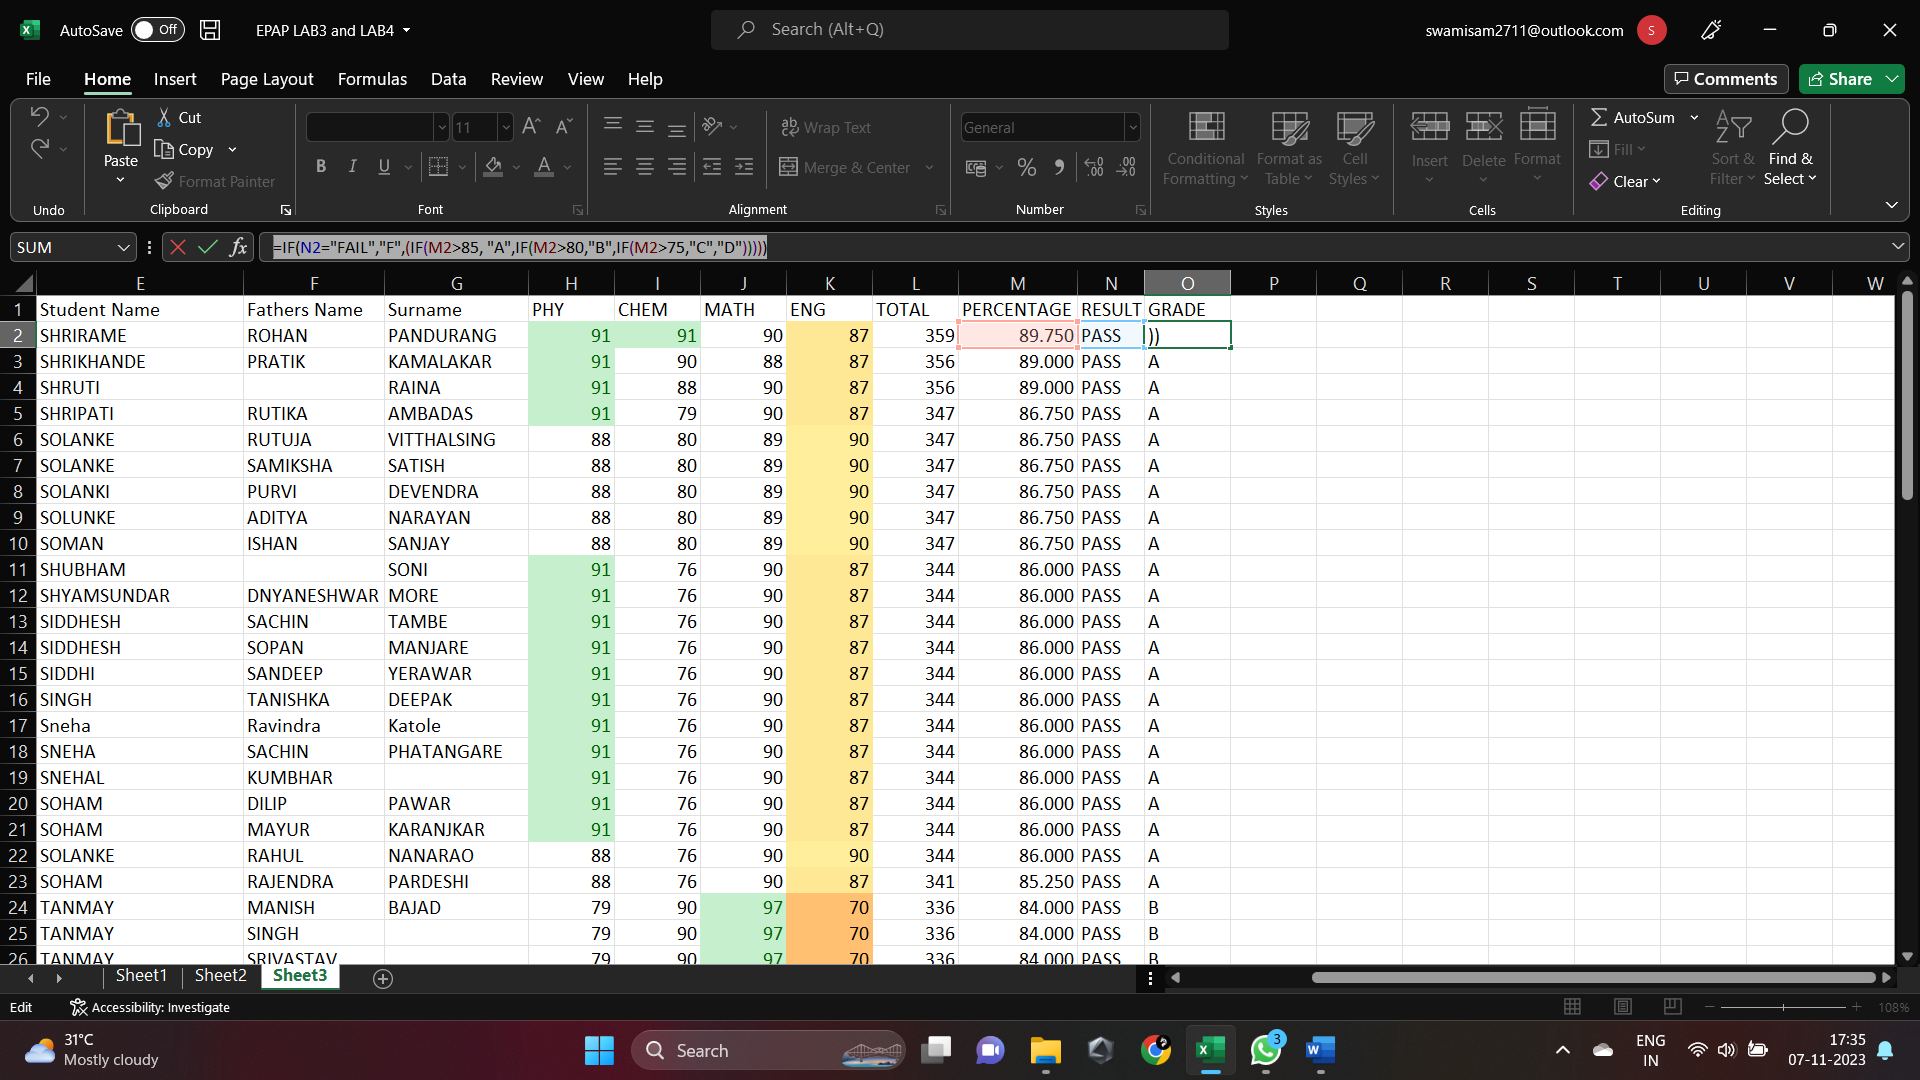 AutoSave Off EPAP LAB3 and LAB4 Search (Alt+Q) swamisam2711@outlook.com S
File Home Insert Page Layout Formulas Data Review View Help Comments Share
Paste Cut Copy Format Painter 11 B I U Wrap Text Merge & Center General % Conditional Formatting Format as Table Cell Styles Insert Delete Format AutoSum Fill Clear Sort & Filter Find & Select
Undo Clipboard Font Alignment Number Styles Cells Editing
SUM fx =IF(N2="FAIL","F",(IF(M2>85, "A",IF(M2>80,"B",IF(M2>75,"C","D")))))
E F G H I J K L M N O P Q R S T U V W
1 Student Name Fathers Name Surname PHY CHEM MATH ENG TOTAL PERCENTAGE RESULT GRADE
2 SHRIRAME ROHAN PANDURANG 91 91 90 87 359 89.750 PASS ))
3 SHRIKHANDE PRATIK KAMALAKAR 91 90 88 87 356 89.000 PASS A
4 SHRUTI RAINA 91 88 90 87 356 89.000 PASS A
5 SHRIPATI RUTIKA AMBADAS 91 79 90 87 347 86.750 PASS A
6 SOLANKE RUTUJA VITTHALSING 88 80 89 90 347 86.750 PASS A
7 SOLANKE SAMIKSHA SATISH 88 80 89 90 347 86.750 PASS A
8 SOLANKI PURVI DEVENDRA 88 80 89 90 347 86.750 PASS A
9 SOLUNKE ADITYA NARAYAN 88 80 89 90 347 86.750 PASS A
10 SOMAN ISHAN SANJAY 88 80 89 90 347 86.750 PASS A
11 SHUBHAM SONI 91 76 90 87 344 86.000 PASS A
12 SHYAMSUNDAR DNYANESHWAR MORE 91 76 90 87 344 86.000 PASS A
13 SIDDHESH SACHIN TAMBE 91 76 90 87 344 86.000 PASS A
14 SIDDHESH SOPAN MANJARE 91 76 90 87 344 86.000 PASS A
15 SIDDHI SANDEEP YERAWAR 91 76 90 87 344 86.000 PASS A
16 SINGH TANISHKA DEEPAK 91 76 90 87 344 86.000 PASS A
17 Sneha Ravindra Katole 91 76 90 87 344 86.000 PASS A
18 SNEHA SACHIN PHATANGARE 91 76 90 87 344 86.000 PASS A
19 SNEHAL KUMBHAR 91 76 90 87 344 86.000 PASS A
20 SOHAM DILIP PAWAR 91 76 90 87 344 86.000 PASS A
21 SOHAM MAYUR KARANJKAR 91 76 90 87 344 86.000 PASS A
22 SOLANKE RAHUL NANARAO 88 76 90 90 344 86.000 PASS A
23 SOHAM RAJENDRA PARDESHI 88 76 90 87 341 85.250 PASS A
24 TANMAY MANISH BAJAD 79 90 97 70 336 84.000 PASS B
25 TANMAY SINGH 79 90 97 70 336 84.000 PASS B
26 TANMAY SRIVASTAV 79 90 97 70 336 84.000 PASS B
Sheet1 Sheet2 Sheet3
Edit Accessibility: Investigate 108%
31°C Mostly cloudy Search 3 ENG IN 17:35 07-11-2023